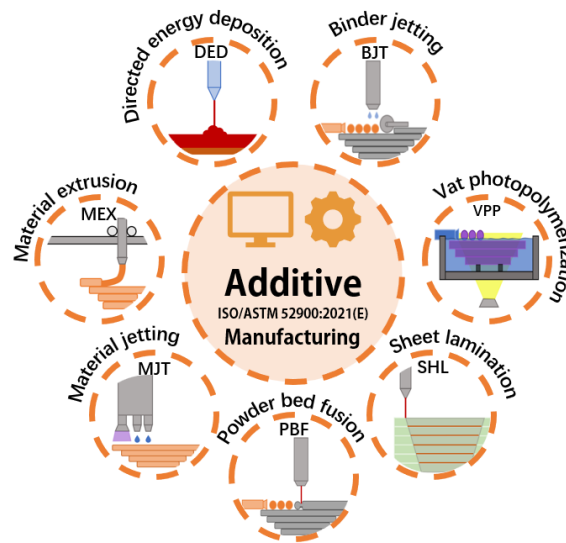 Directed energy deposition
DED
Binder jetting
BJT
Material extrusion
MEX
Vat photopolymerization
VPP
Additive
ISO/ASTM 52900:2021(E)
Manufacturing
Material jetting
MJT
Sheet lamination
SHL
Powder bed fusion
PBF